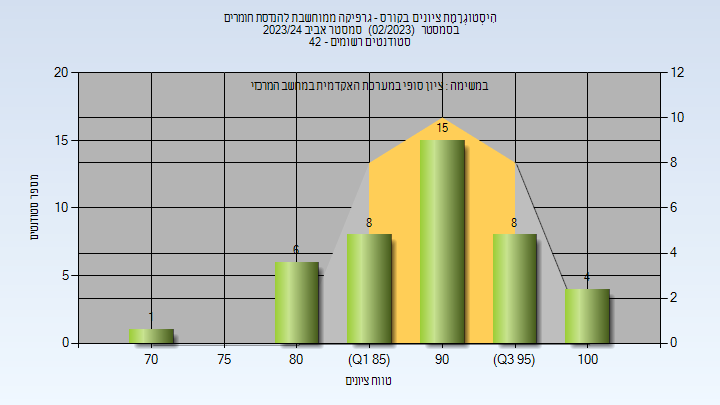 היסטוגרמת ציונים בקורס - גרפיקה ממוחשבת להנדסת חומרים
בסמסטר (02/2023) סמסטר אביב 2023/24
סטודנטים רשומים - 42
במשימה : ציון סופי במערכת האקדמית במחשב המרכזי
20
15
10
5
0
12
10
8
6
4
2
0
מספר סטודנטים
1
6
8
15
8
4
70
75
80
(Q1 85)
90
(Q3 95)
100
טווח ציונים